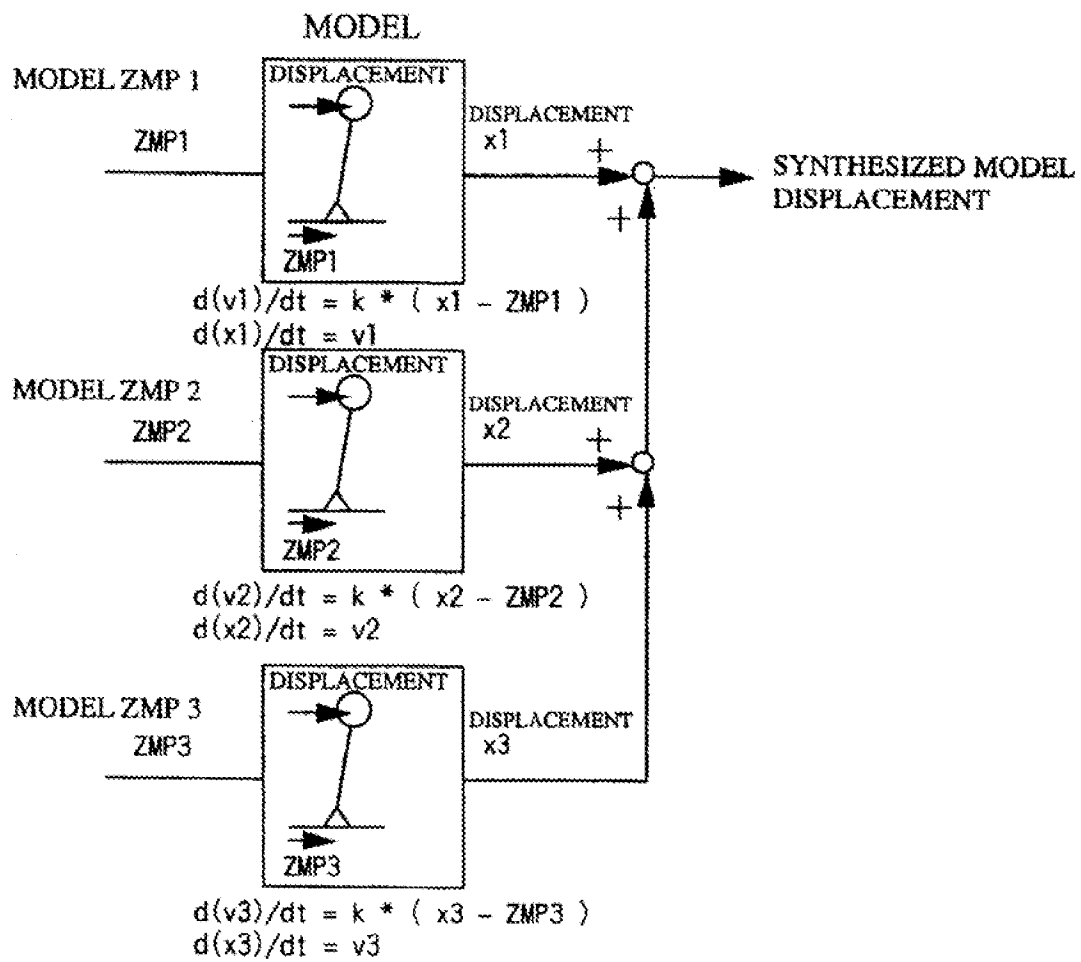 MODEL
MODEL ZMP 1
DISPLACEMENT
ZMP1
DISPLACEMENT
x1
+
+
SYNTHESIZED MODEL
DISPLACEMENT
ZMP1
d(v1)/dt = k * ( x1 - ZMP1 )
d(x1)/dt = v1
MODEL ZMP 2
DISPLACEMENT
ZMP2
DISPLACEMENT
x2
+
+
ZMP2
d(v2)/dt = k * ( x2 - ZMP2 )
d(x2)/dt = v2
MODEL ZMP 3
DISPLACEMENT
ZMP3
DISPLACEMENT
x3
ZMP3
d(v3)/dt = k * ( x3 - ZMP3 )
d(x3)/dt = v3